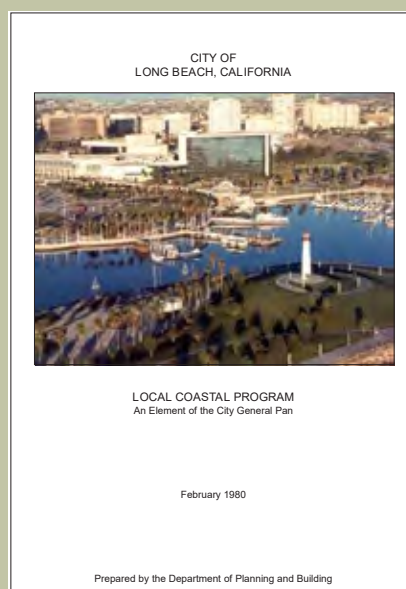 CITY OF
LONG BEACH, CALIFORNIA
LOCAL COASTAL PROGRAM
An Element of the City General Pan
February 1980
Prepared by the Department of Planning and Building